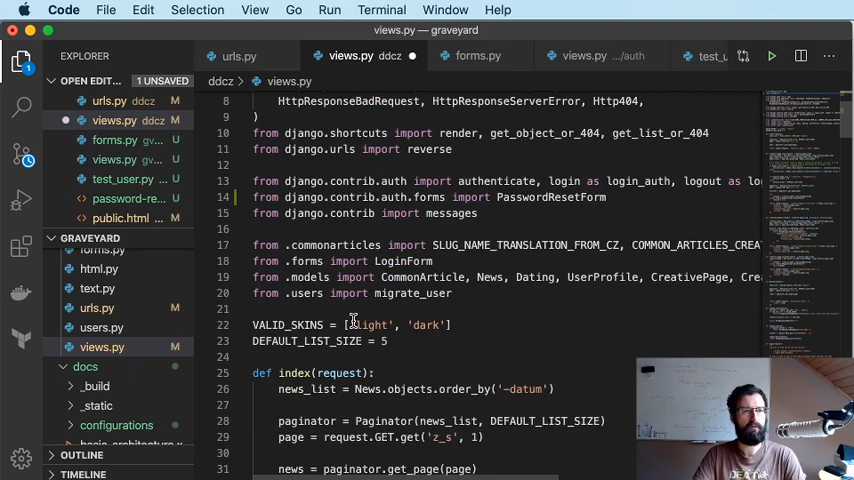 Code File Edit Selection View Go Run Terminal Window Help
views.py — graveyard
EXPLORER
urls.py
views.py ddcz
forms.py
views.py .../auth
test_u
1
OPEN EDIT... 1 UNSAVED
urls.py ddcz M
views.py ddcz M
forms.py gv... U
views.py gv... U
test_user.py ... U
password-re... U
public.html ... M
GRAVEYARD
forms.py
html.py
text.py
urls.py M
users.py
views.py M
docs
_build
_static
configurations
OUTLINE
TIMELINE
ddcz > views.py
8 HttpResponseBadRequest, HttpResponseServerError, Http404,
9 )
10 from django.shortcuts import render, get_object_or_404, get_list_or_404
11 from django.urls import reverse
12
13 from django.contrib.auth import authenticate, login as login_auth, logout as lo
14 from django.contrib.auth.forms import PasswordResetForm
15 from django.contrib import messages
16
17 from .commonarticles import SLUG_NAME_TRANSLATION_FROM_CZ, COMMON_ARTICLES_CREA
18 from .forms import LoginForm
19 from .models import CommonArticle, News, Dating, UserProfile, CreativePage, Cre
20 from .users import migrate_user
21
22 VALID_SKINS = ['light', 'dark']
23 DEFAULT_LIST_SIZE = 5
24
25 def index(request):
26 news_list = News.objects.order_by('-datum')
27
28 paginator = Paginator(news_list, DEFAULT_LIST_SIZE)
29 page = request.GET.get('z_s', 1)
30
31 news = paginator.get_page(page)